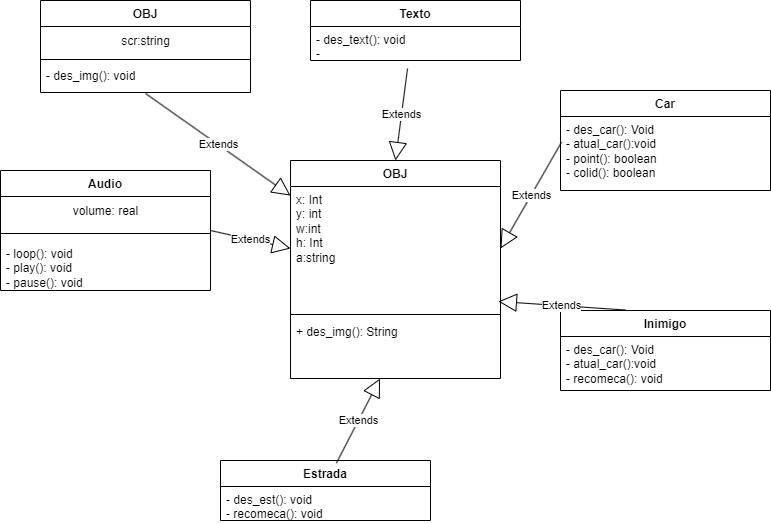 OBJ
scr:string
- des_img(): void
Texto
- des_text(): void
-
Extends
Extends
Car
- des_car(): Void
- atual_car():void
- point(): boolean
- colid(): boolean
Audio
volume: real
- loop(): void
- play(): void
- pause(): void
Extends
OBJ
x: Int
y: int
w:int
h: Int
a:string
+ des_img(): String
Extends
Extends
Inimigo
- des_car(): Void
- atual_car():void
- recomeca(): void
Extends
Estrada
- des_est(): void
- recomeca(): void